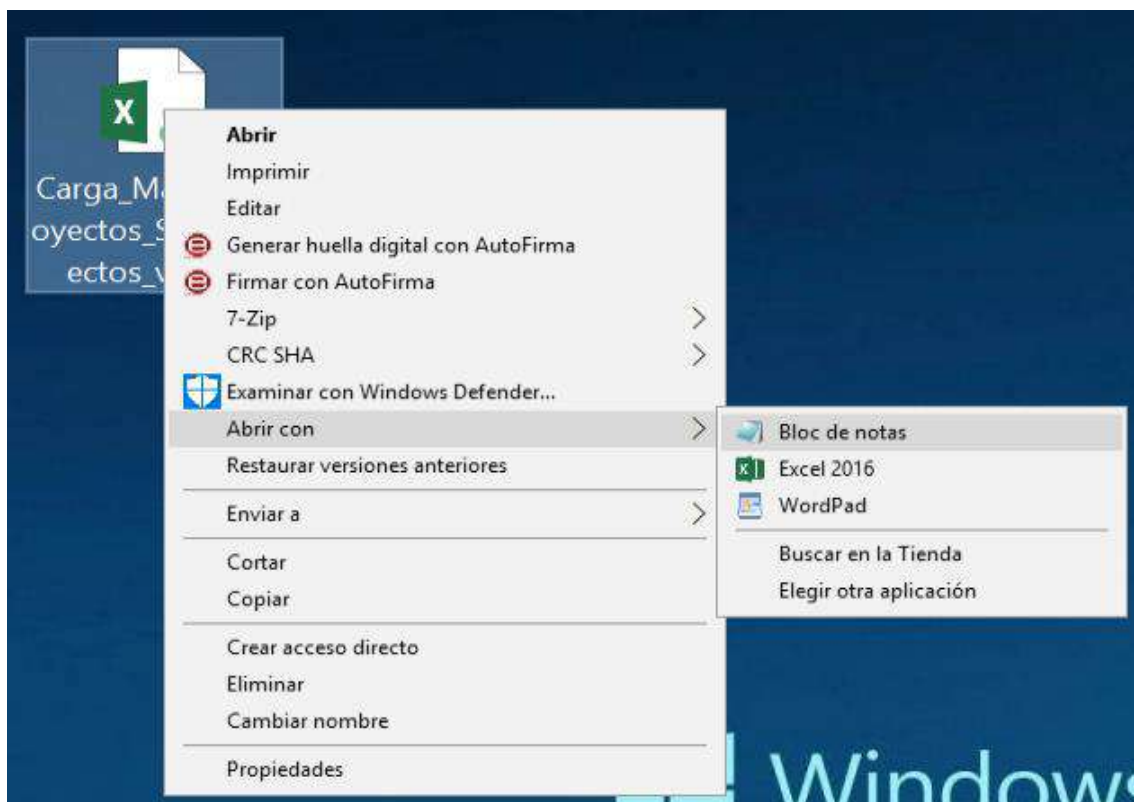 X
Carga_Ma
oyectos_S
ectos_v
Abrir
Imprimir
Editar
Generar huella digital con AutoFirma
Firmar con AutoFirma
7-Zip
CRC SHA
Examinar con Windows Defender...
Abrir con
Restaurar versiones anteriores
Enviar a
Cortar
Copiar
Crear acceso directo
Eliminar
Cambiar nombre
Propiedades
Bloc de notas
Excel 2016
WordPad
Buscar en la Tienda
Elegir otra aplicación
Windows